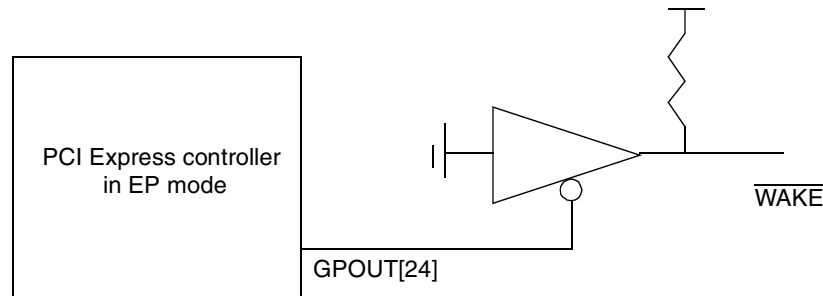 PCI Express controller
in EP mode
WAKE
GPOUT[24]